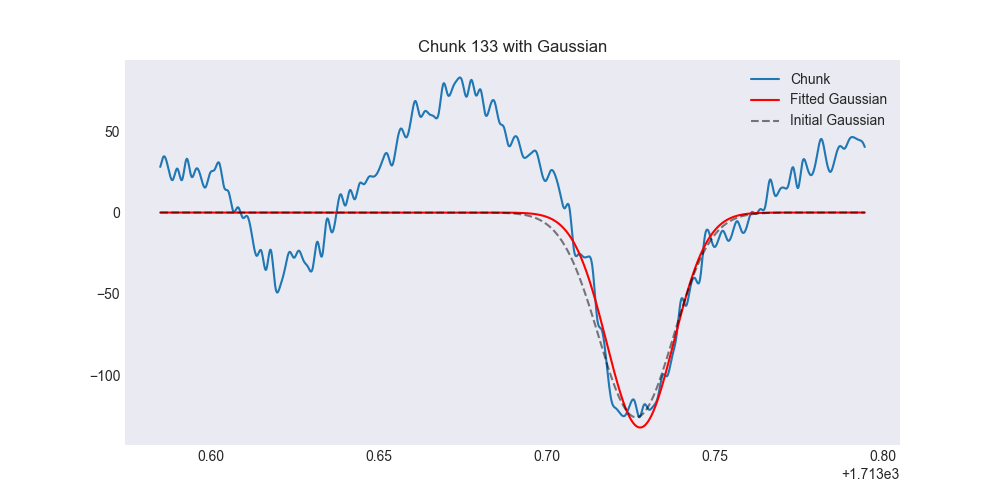 Chunk 133 with Gaussian
Chunk
Fitted Gaussian
Initial Gaussian
50
0
−50
−100
0.60 0.65 0.70 0.75 0.80
+1.713e3